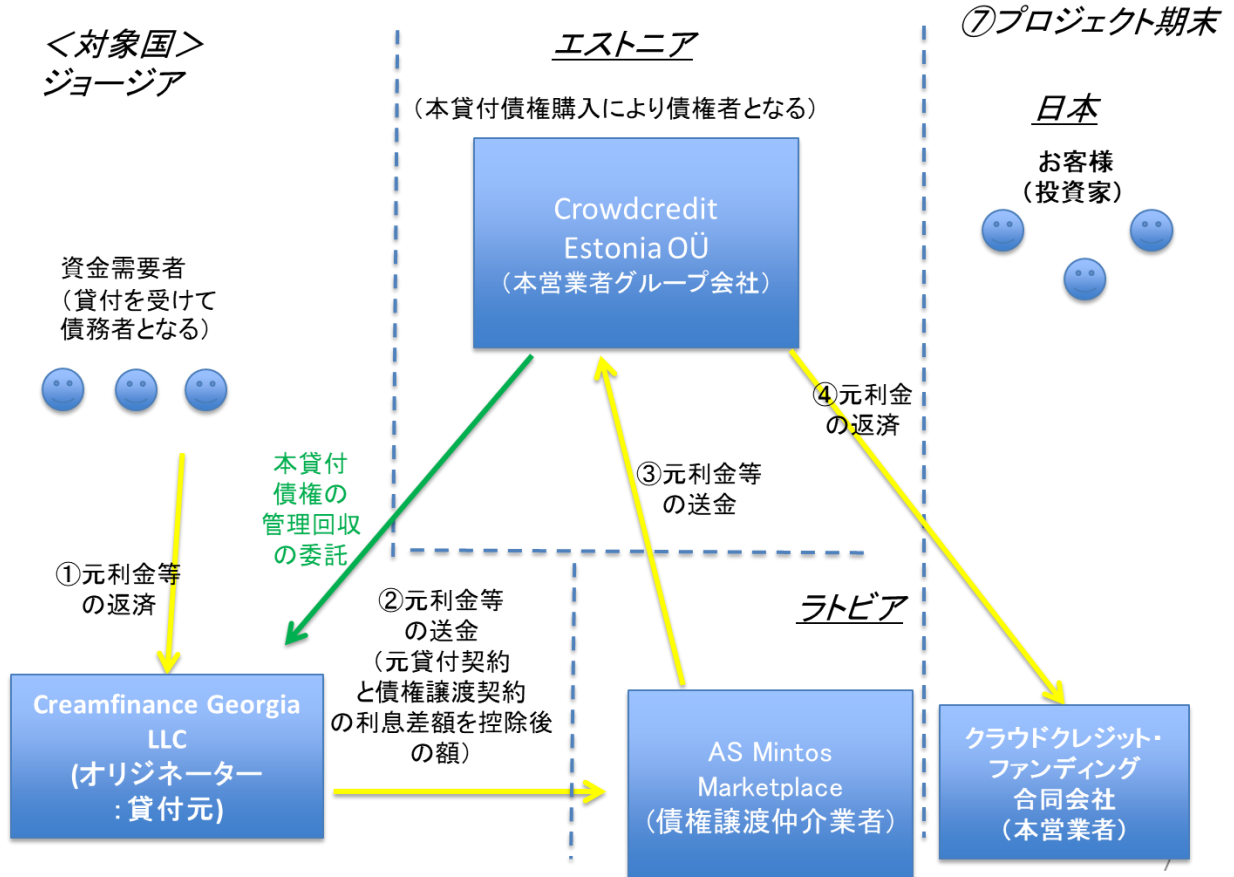 <対象国>
ジョージア
エストニア
⑦プロジェクト期末
(本貸付債権購入により債権者となる)
日本
お客様
(投資家)
Crowdcredit
Estonia OÜ
(本営業者グループ会社)
資金需要者
(貸付を受けて
債務者となる)
①元利金等
の返済
本貸付
債権の
管理回収
の委託
③元利金等
の送金
④元利金
の返済
②元利金等
の送金
(元貸付契約
と債権譲渡契約
の利息差額を控除後
の額)
ラトビア
Creamfinance Georgia
LLC
(オリジネーター
:貸付元)
AS Mintos
Marketplace
(債権譲渡仲介業者)
クラウドクレジット・
ファンディング
合同会社
(本営業者)